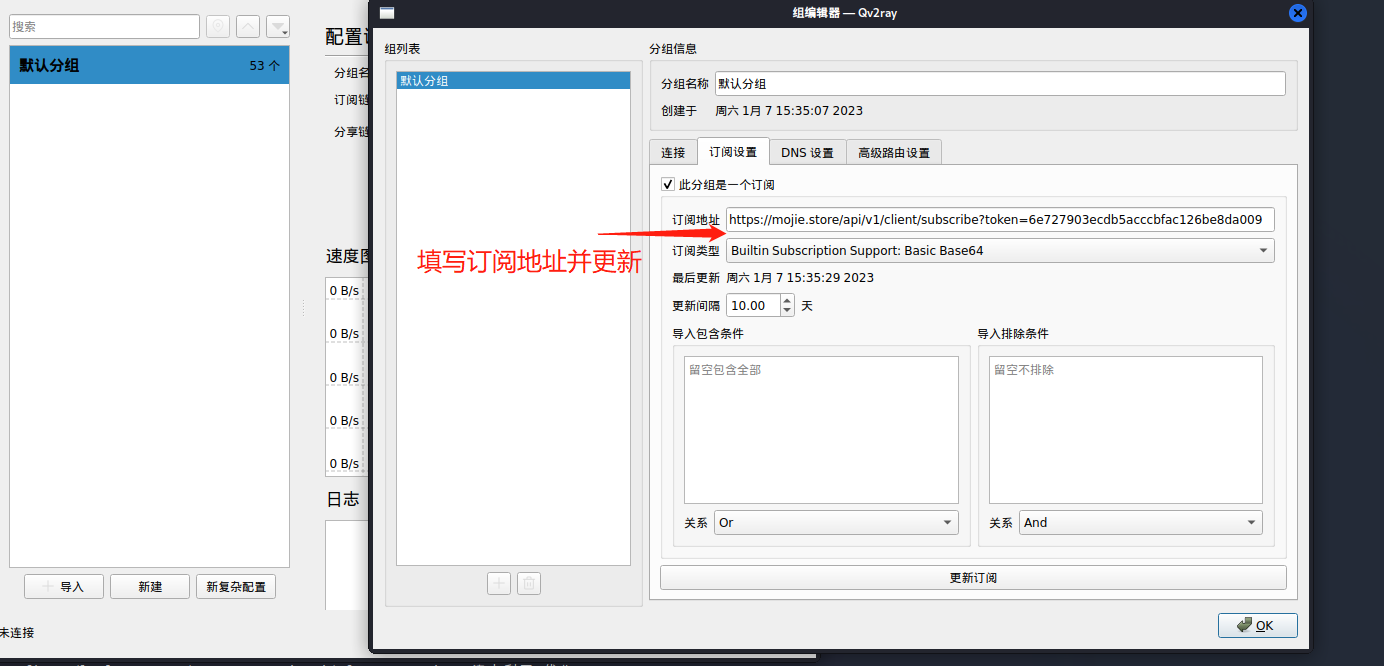 组编辑器 — Qv2ray
搜索
默认分组 53 个
分组名
订阅链
分享链
速度图
0 B/s
0 B/s
0 B/s
0 B/s
0 B/s
日志
导入
新建
新复杂配置
未连接
组列表
默认分组
填写订阅地址并更新
分组信息
分组名称 默认分组
创建于 周六 1月 7 15:35:07 2023
连接 订阅设置 DNS 设置 高级路由设置
此分组是一个订阅
订阅地址 https://mojie.store/api/v1/client/subscribe?token=6e727903ecdb5acccbfac126be8da009
订阅类型 Builtin Subscription Support: Basic Base64
最后更新 周六 1月 7 15:35:29 2023
更新间隔 10.00 天
导入包含条件 导入排除条件
留空包含全部 留空不排除
关系 Or 关系 And
更新订阅
OK